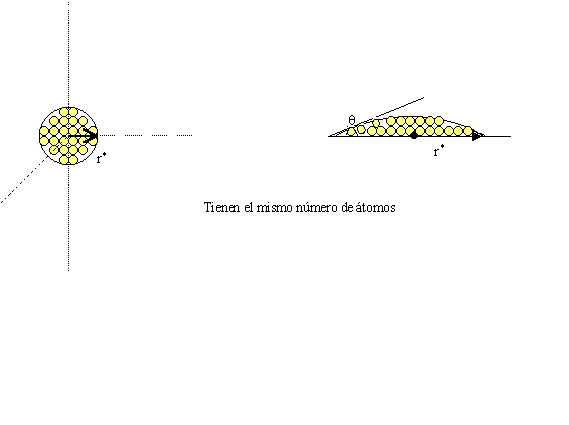 θ
r*
r*
Tienen el mismo número de átomos